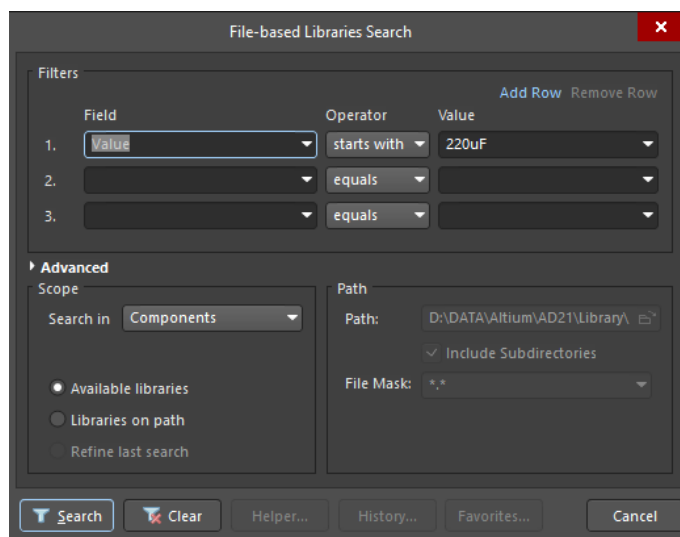 File-based Libraries Search
Filters
Add Row Remove Row
Field Operator Value
1. Value starts with 220uF
2. equals
3. equals
Advanced
Scope
Search in Components
Available libraries
Libraries on path
Refine last search
Path
Path: D:\DATA\Altium\AD21\Library\
Include Subdirectories
File Mask: *.*
Search Clear Helper... History... Favorites... Cancel